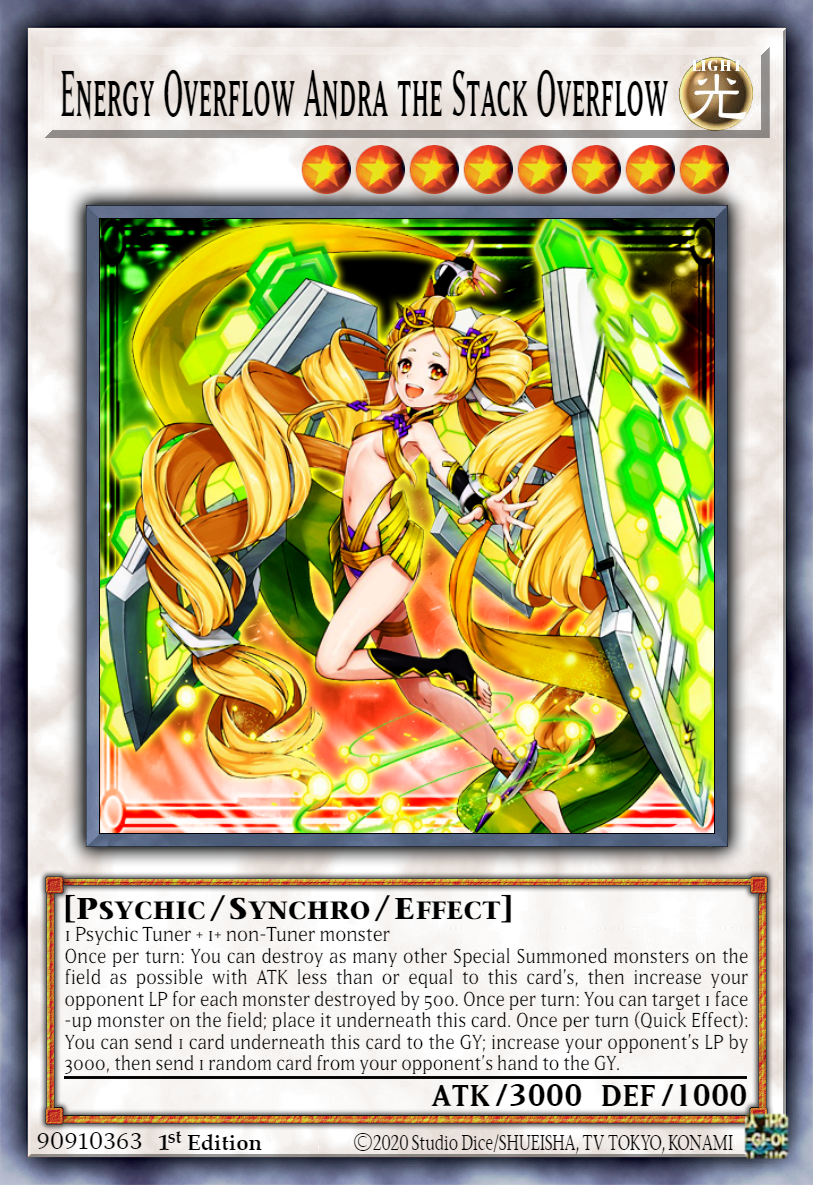 Energy Overflow Andra the Stack Overflow
LIGHT
光
[Psychic/Synchro/Effect]
1 Psychic Tuner + 1+ non-Tuner monster
Once per turn: You can destroy as many other Special Summoned monsters on the
field as possible with ATK less than or equal to this card's, then increase your
opponent LP for each monster destroyed by 500. Once per turn: You can target 1 face
-up monster on the field; place it underneath this card. Once per turn (Quick Effect):
You can send 1 card underneath this card to the GY; increase your opponent's LP by
3000, then send 1 random card from your opponent's hand to the GY.
ATK/3000 DEF/1000
90910363 1st Edition ©2020 Studio Dice/SHUEISHA, TV TOKYO, KONAMI